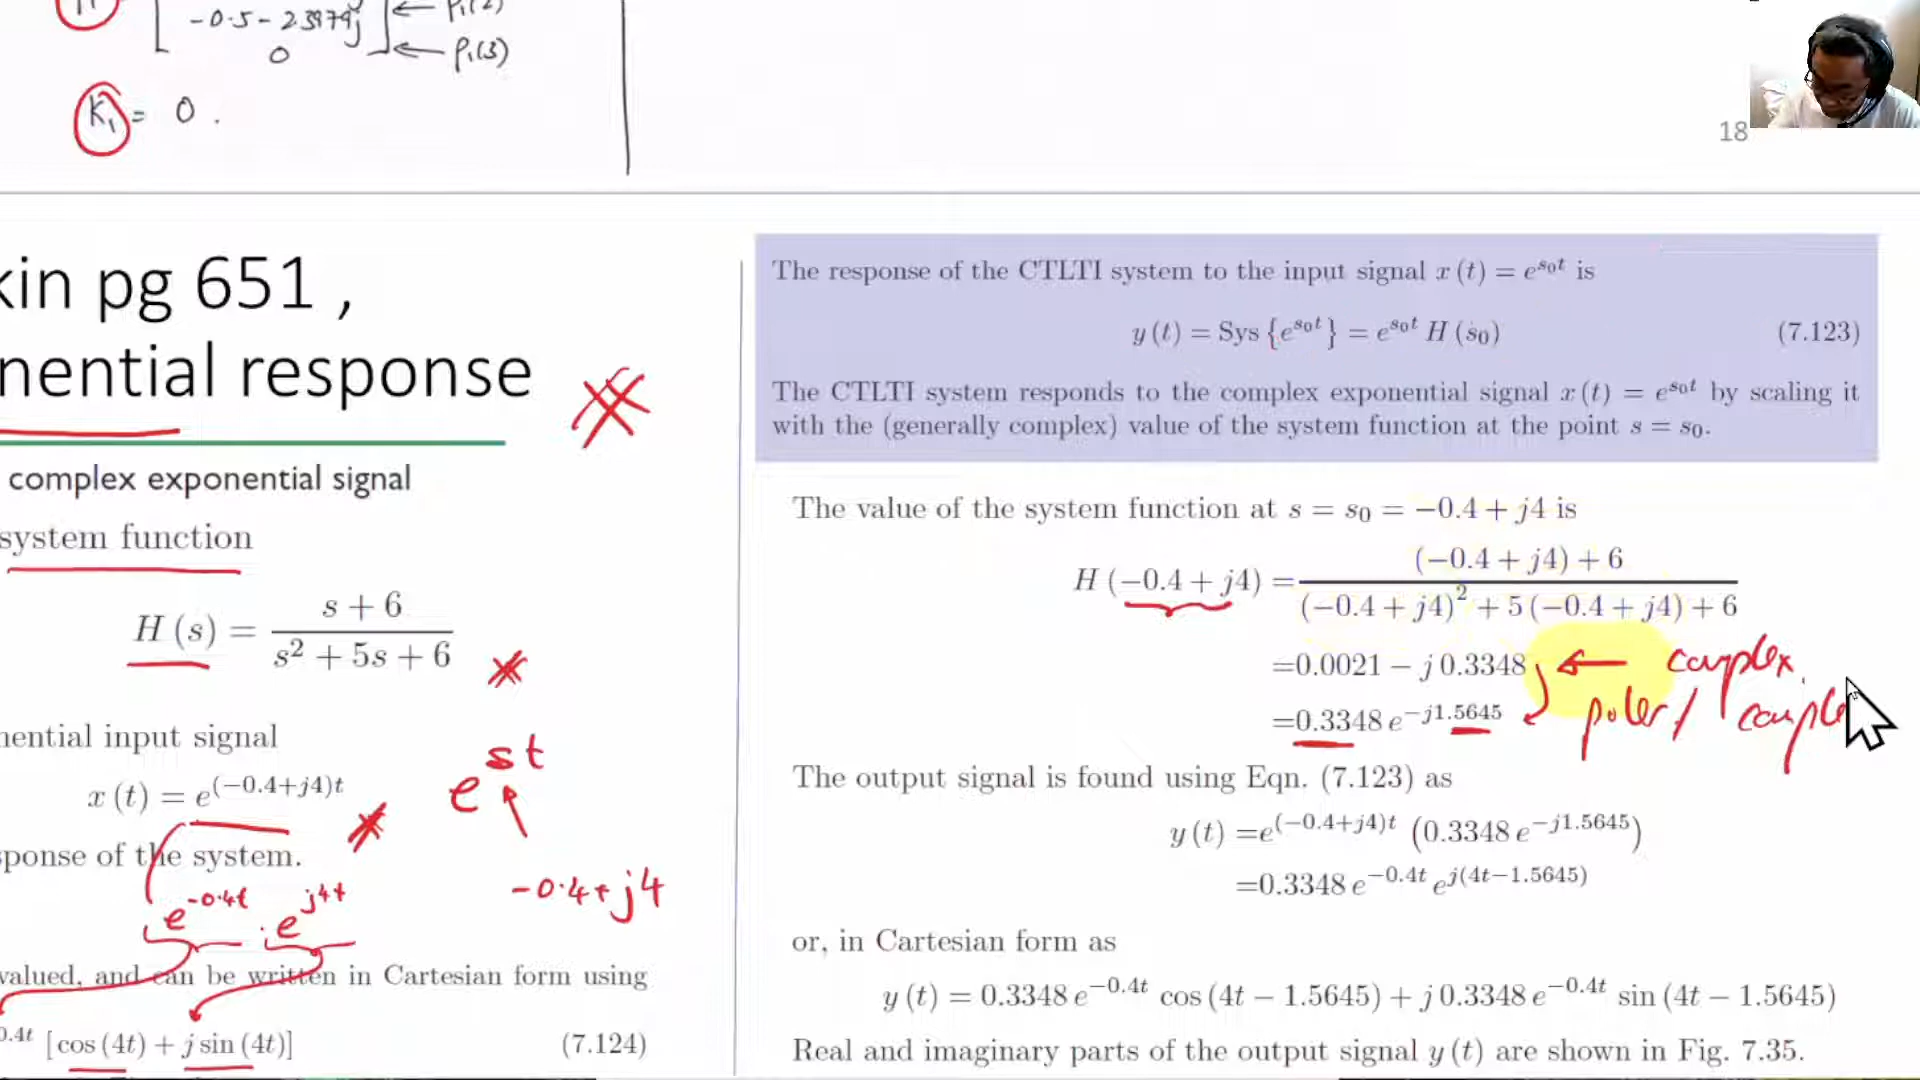 -0.5-2.3979j
P₁(2)
0
P₁(3)
K₁ = 0 .
18
kin pg 651 ,
nential response
complex exponential signal
system function
H (s) = \frac{s + 6}{s² + 5s + 6}
nential input signal
x (t) = e^{(−0.4+j4)t}
e^{st}
ponse of the system.
-0.4+j4
e^{-0.4t} . e^{j4t}
valued, and can be written in Cartesian form using
0.4t [cos (4t) + j sin (4t)] (7.124)
The response of the CTLTI system to the input signal x (t) = e^{s₀t} is
y (t) = Sys {e^{s₀t}} = e^{s₀t} H (s₀) (7.123)
The CTLTI system responds to the complex exponential signal x (t) = e^{s₀t} by scaling it
with the (generally complex) value of the system function at the point s = s₀.
The value of the system function at s = s₀ = −0.4 + j4 is
H (−0.4 + j4) = \frac{(−0.4 + j4) + 6}{(−0.4 + j4)² + 5 (−0.4 + j4) + 6}
=0.0021 − j 0.3348
complex
=0.3348 e^{−j1.5645}
polar/
The output signal is found using Eqn. (7.123) as
y (t) =e^{(−0.4+j4)t} (0.3348 e^{−j1.5645})
=0.3348 e^{−0.4t} e^{j(4t−1.5645)}
or, in Cartesian form as
y (t) = 0.3348 e^{−0.4t} cos (4t − 1.5645) + j 0.3348 e^{−0.4t} sin (4t − 1.5645)
Real and imaginary parts of the output signal y (t) are shown in Fig. 7.35.